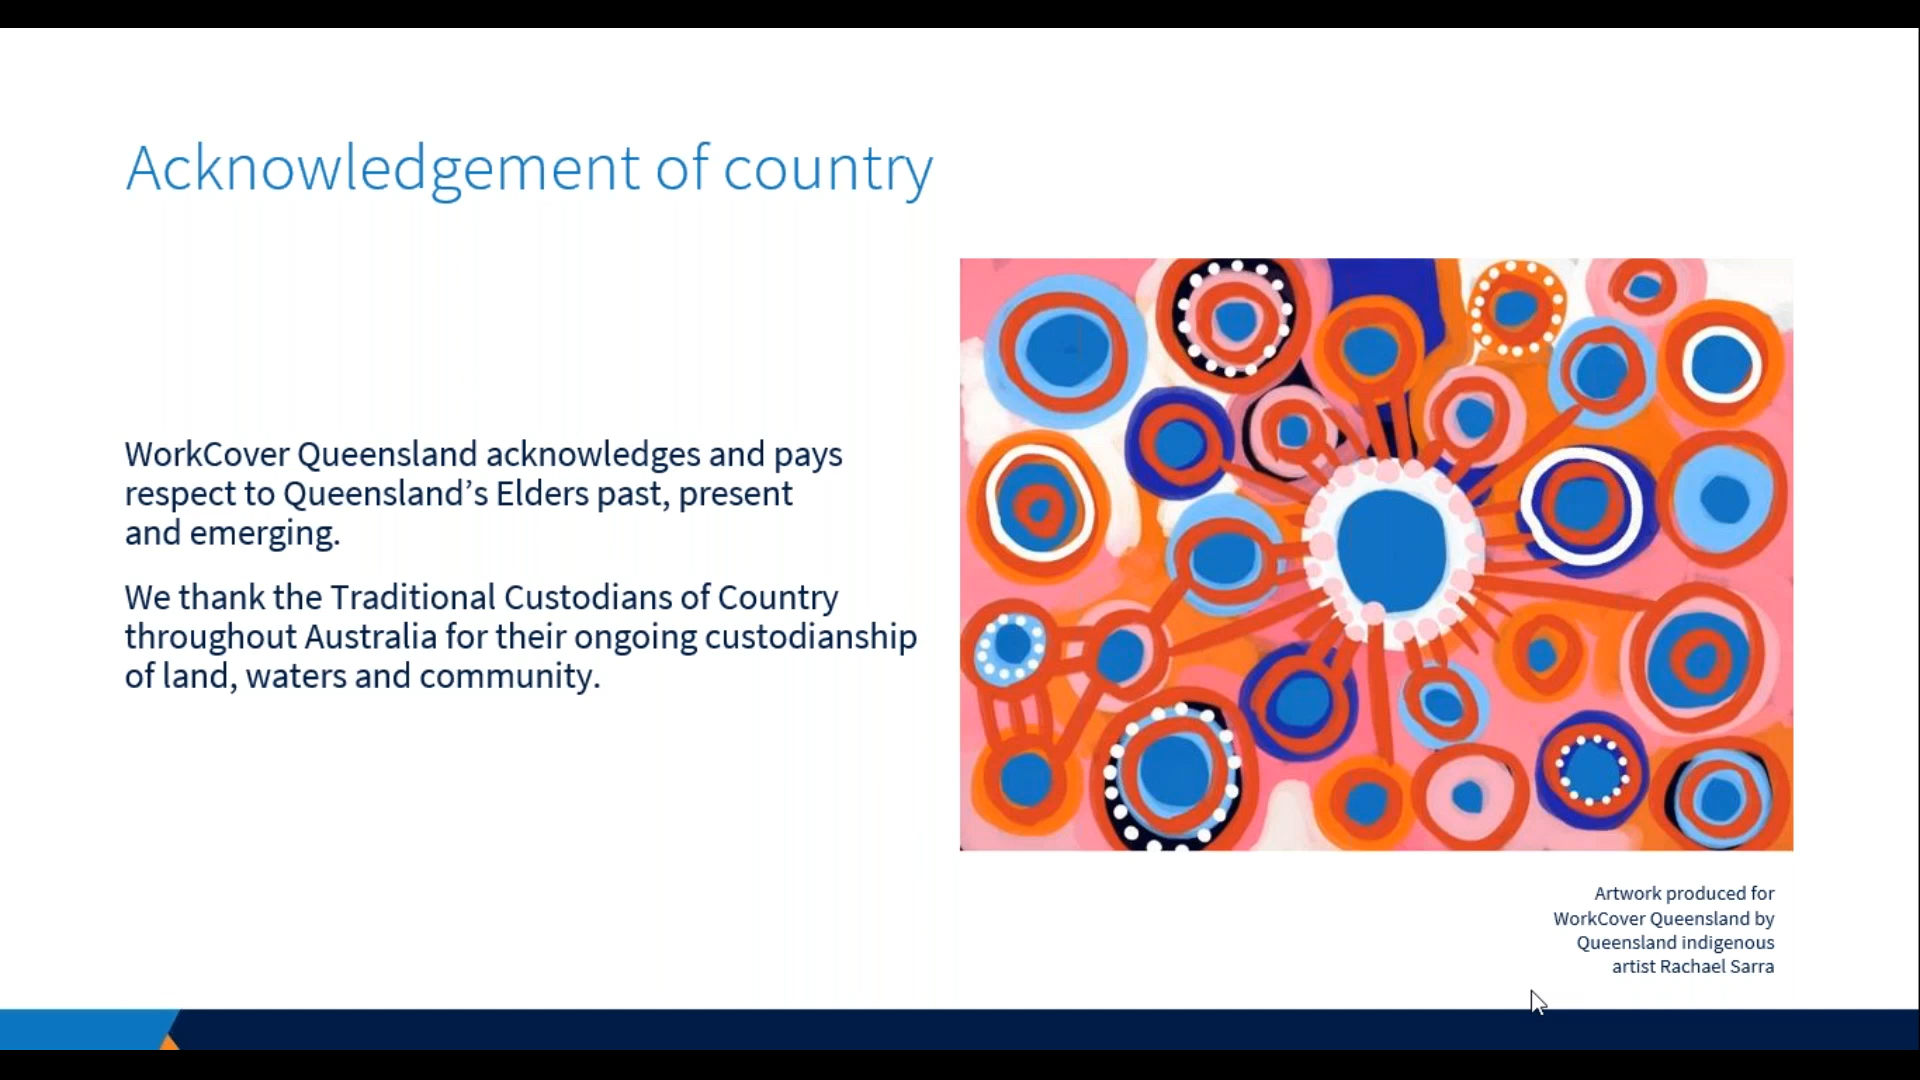 Acknowledgement of country
WorkCover Queensland acknowledges and pays
respect to Queensland’s Elders past, present
and emerging.
We thank the Traditional Custodians of Country
throughout Australia for their ongoing custodianship
of land, waters and community.
Artwork produced for
WorkCover Queensland by
Queensland indigenous
artist Rachael Sarra